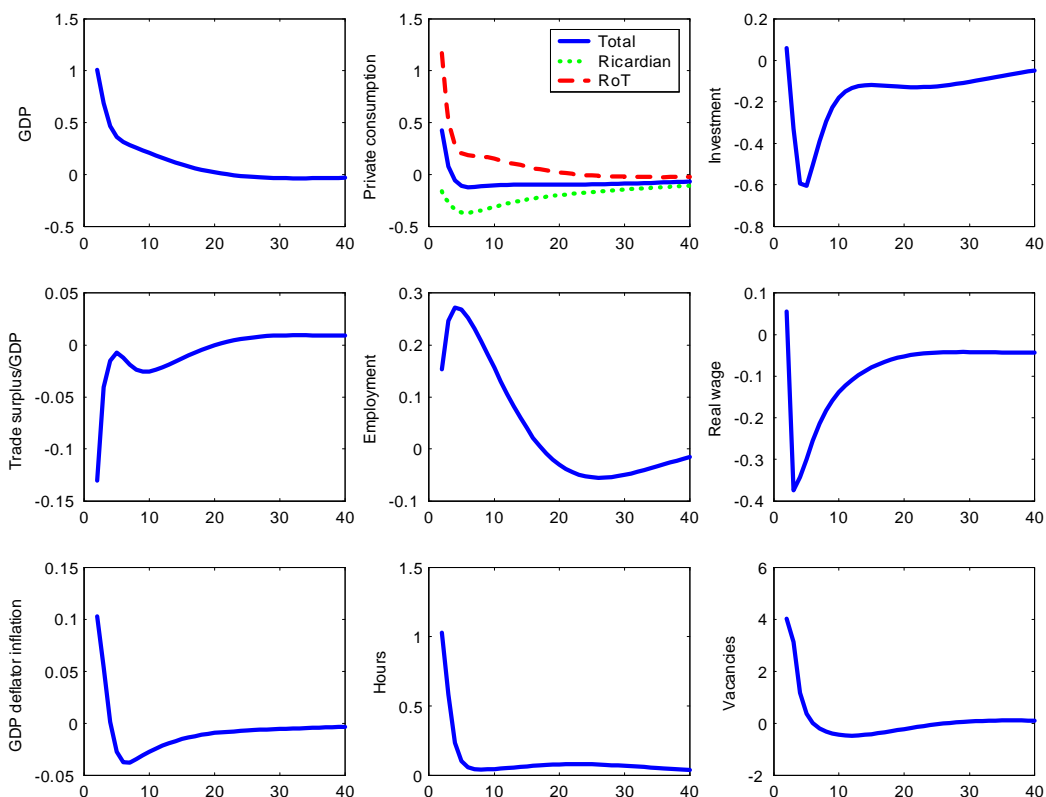 GDP
1.5
1
0.5
0
-0.5
0 10 20 30 40
Private consumption
1.5
1
0.5
0
-0.5
0 10 20 30 40
Total
Ricardian
RoT
Investment
0.2
0
-0.2
-0.4
-0.6
-0.8
0 10 20 30 40
Trade surplus/GDP
0.05
0
-0.05
-0.1
-0.15
0 10 20 30 40
Employment
0.3
0.2
0.1
0
-0.1
0 10 20 30 40
Real wage
0.1
0
-0.1
-0.2
-0.3
-0.4
0 10 20 30 40
GDP deflator inflation
0.15
0.1
0.05
0
-0.05
0 10 20 30 40
Hours
1.5
1
0.5
0
0 10 20 30 40
Vacancies
6
4
2
0
-2
0 10 20 30 40